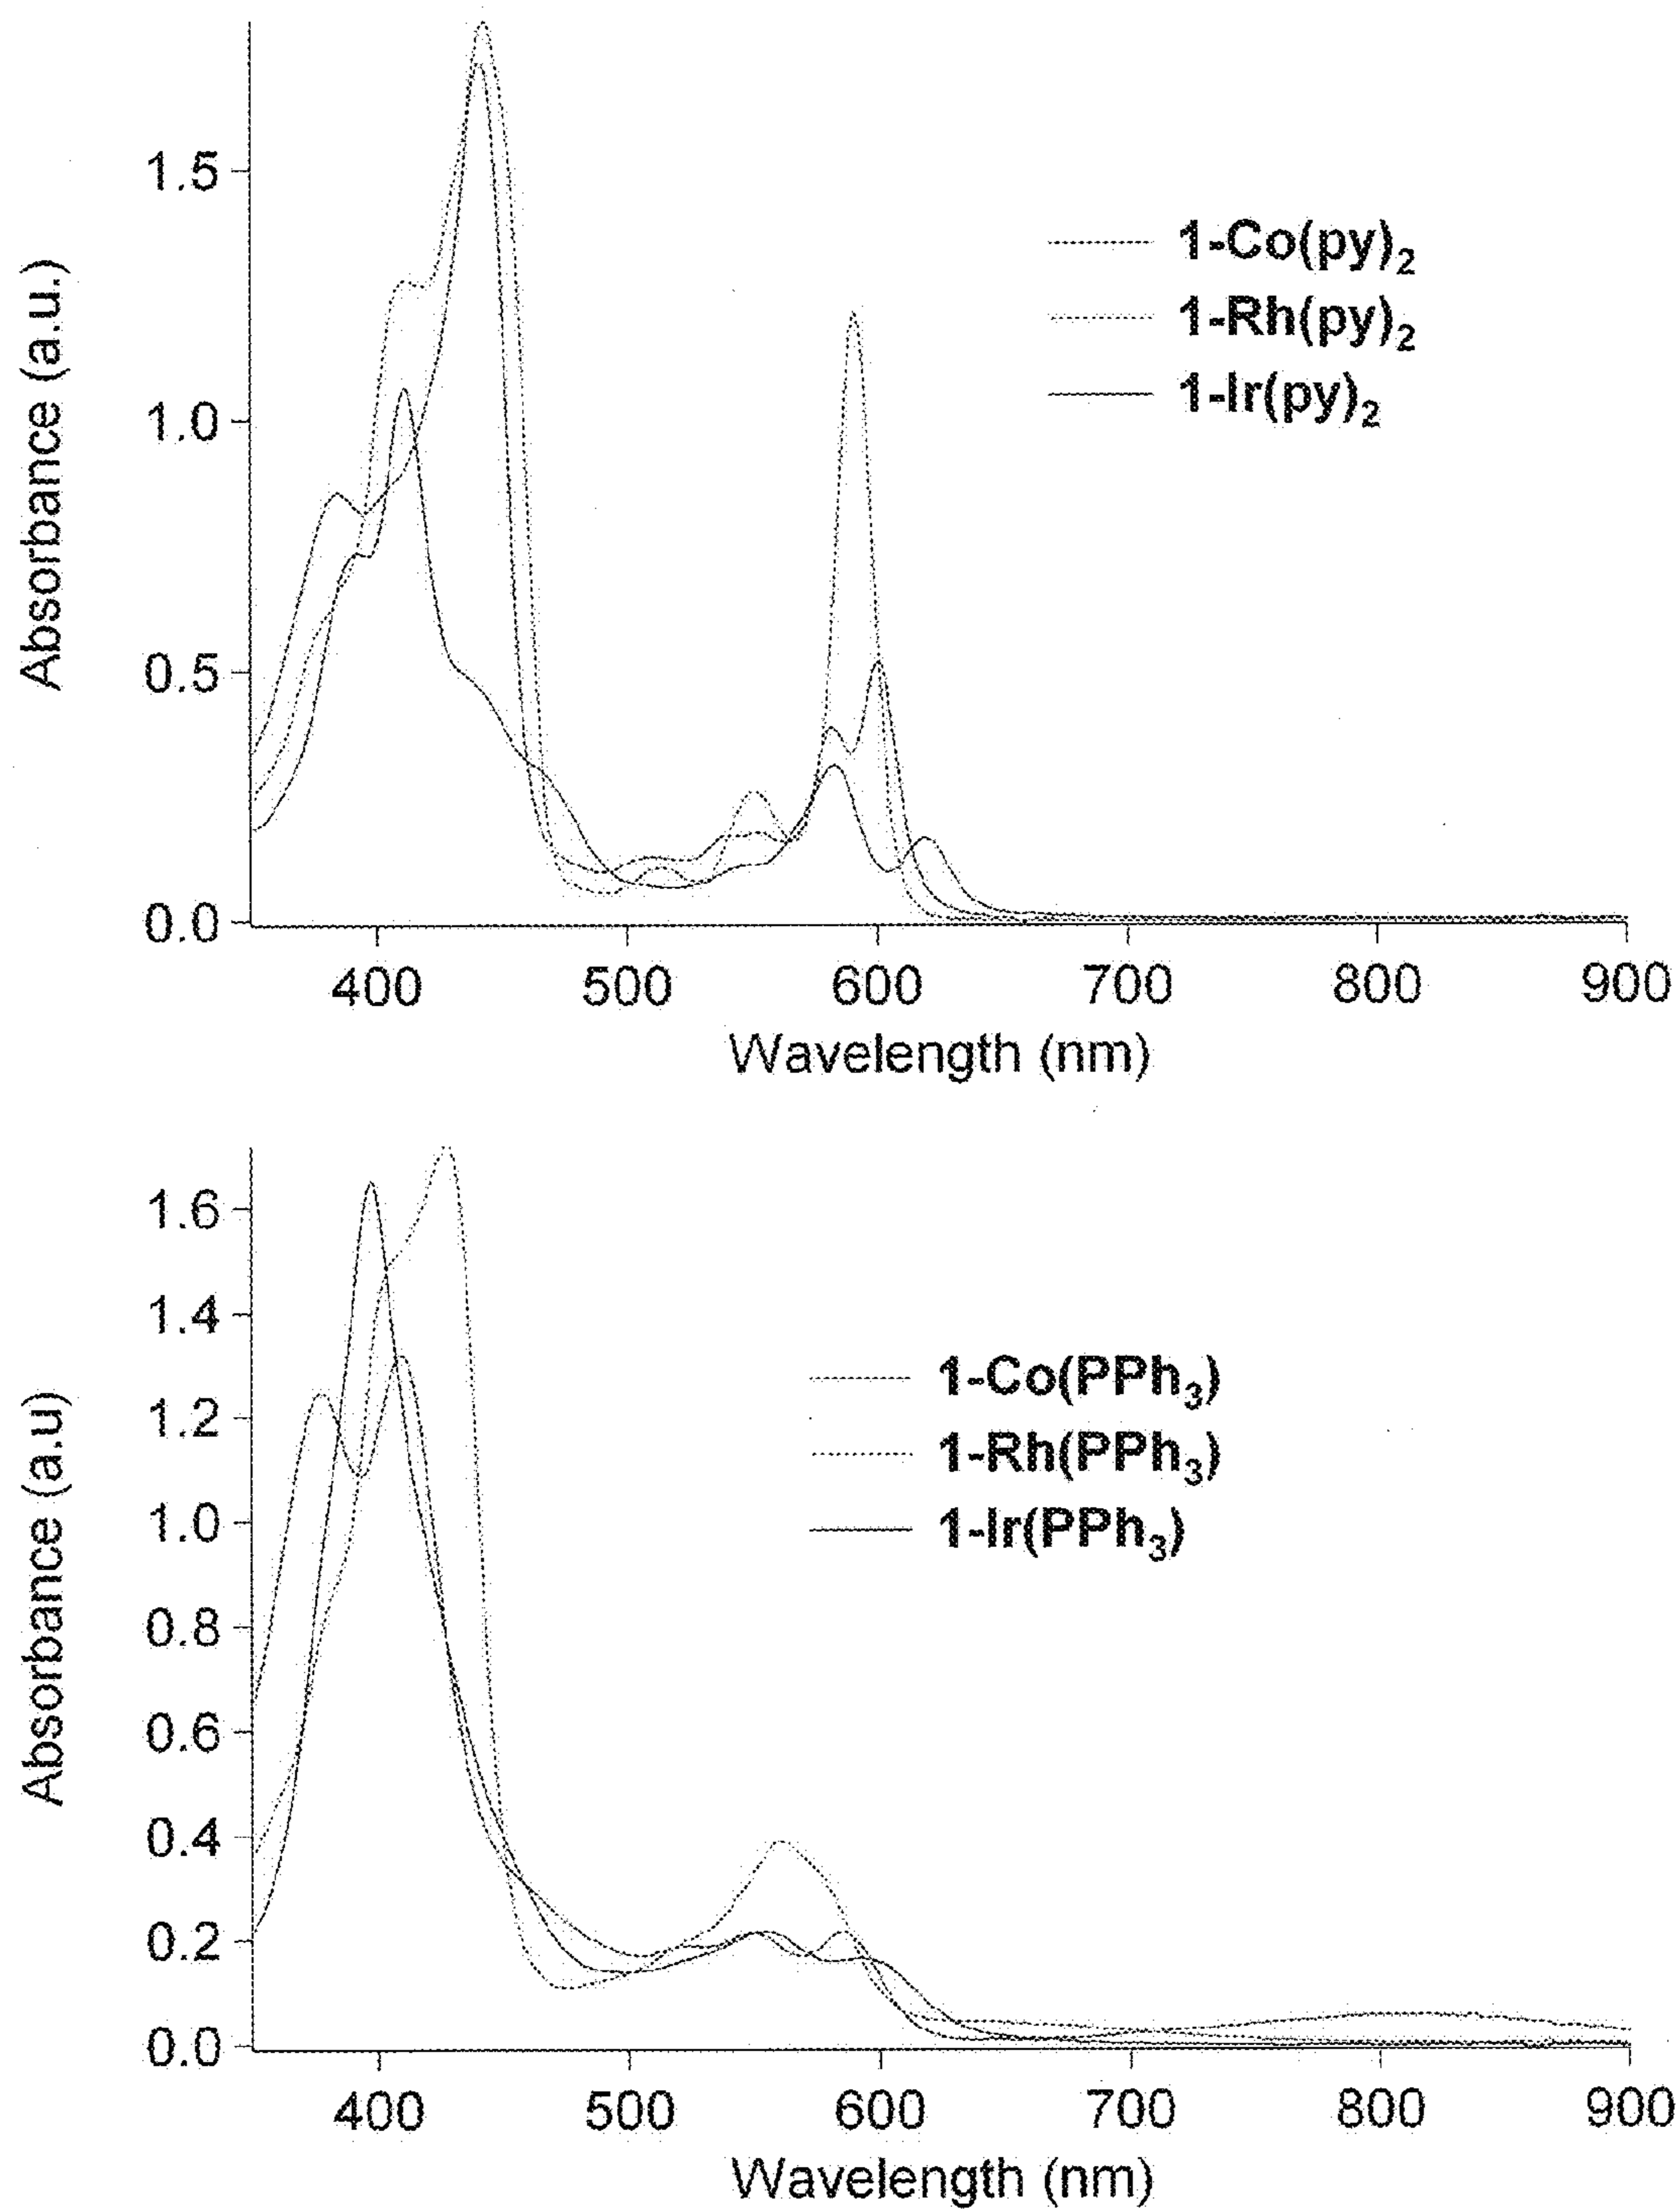 Absorbance (a.u.)
1.5
1.0
0.5
0.0
1-Co(py)₂
1-Rh(py)₂
1-Ir(py)₂
400 500 600 700 800 900
Wavelength (nm)
Absorbance (a.u)
1.6
1.4
1.2
1.0
0.8
0.6
0.4
0.2
0.0
1-Co(PPh₃)
1-Rh(PPh₃)
1-Ir(PPh₃)
400 500 600 700 800 900
Wavelength (nm)